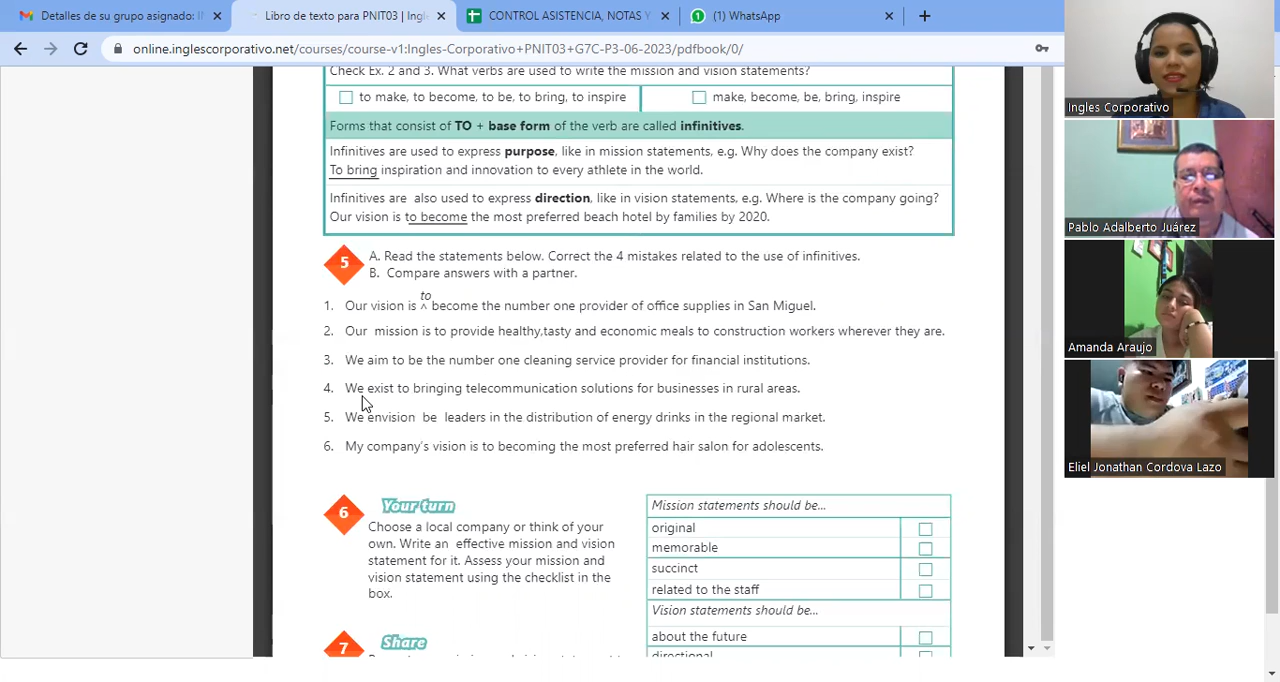 Detalles de su grupo asignado: IN
Libro de texto para PNIT03 | Ingl
CONTROL ASISTENCIA, NOTAS Y
(1) WhatsApp
online.inglescorporativo.net/courses/course-v1:Ingles-Corporativo+PNIT03+G7C-P3-06-2023/pdfbook/0/
Check Ex. 2 and 3. What verbs are used to write the mission and vision statements?
to make, to become, to be, to bring, to inspire
make, become, be, bring, inspire
Forms that consist of TO + base form of the verb are called infinitives.
Infinitives are used to express purpose, like in mission statements, e.g. Why does the company exist?
To bring inspiration and innovation to every athlete in the world.
Infinitives are also used to express direction, like in vision statements, e.g. Where is the company going?
Our vision is to become the most preferred beach hotel by families by 2020.
5
A. Read the statements below. Correct the 4 mistakes related to the use of infinitives.
B. Compare answers with a partner.
to
1. Our vision is ^ become the number one provider of office supplies in San Miguel.
2. Our mission is to provide healthy,tasty and economic meals to construction workers wherever they are.
3. We exist to be the number one cleaning service provider for financial institutions.
4. We exist to bringing communication solutions for businesses in rural areas.
5. We envision be leaders in the distribution of energy drinks in the regional market.
6. My company's vision is to becoming the most preferred hair salon for adolescents.
6
Your turn
Choose a local company or think of your
own. Write an effective mission and vision
statement for it. Assess your mission and
vision statement using the checklist in the
box.
Mission statements should be...
original
memorable
succinct
related to the staff
Vision statements should be...
about the future
directional
7
Share
Ingles Corporativo
Pablo Adalberto Juárez
Amanda Araujo
Eliel Jonathan Cordova Lazo